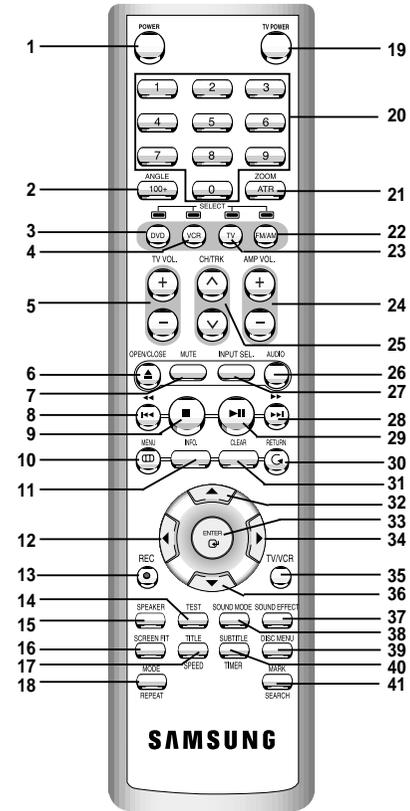 POWER TV POWER
1 19
1 2 3
20
4 5 6
7 8 9
ANGLE ZOOM
2 100+ 0 ATR 21
SELECT
3 DVD VCR TV FM/AM 22
4 23
TV VOL. CH/TRK AMP VOL.
5 + + 24
− − 25
OPEN/CLOSE MUTE INPUT SEL. AUDIO
6 26
7 27
8 28
9 29
MENU INFO. CLEAR RETURN
10 30
11 31
32
ENTER 33
12 34
REC TV/VCR
13 35
36
14 37
SPEAKER TEST SOUND MODE SOUND EFFECT
15 38
SCREEN FIT TITLE SUBTITLE DISC MENU
16 39
17 SPEED TIMER 40
MODE MARK
18 41
REPEAT SEARCH
SAMSUNG